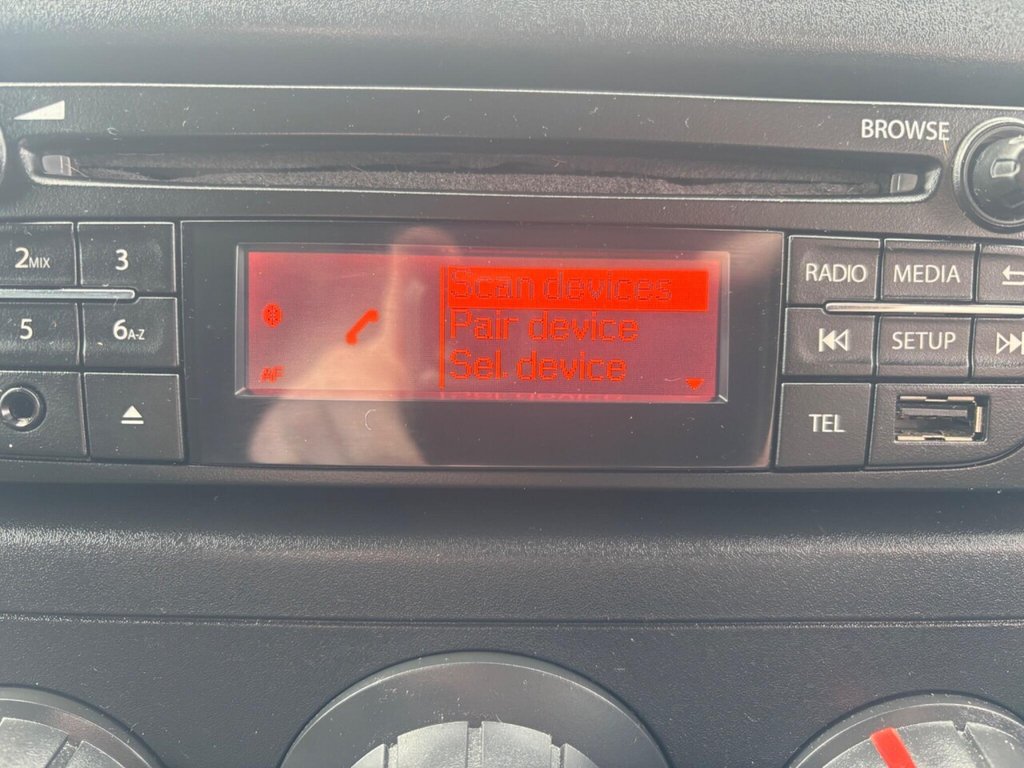 BROWSE
2MIX
3
RADIO
MEDIA
Scan devices
Pair device
Sel. device
5
6A-Z
SETUP
AF
TEL